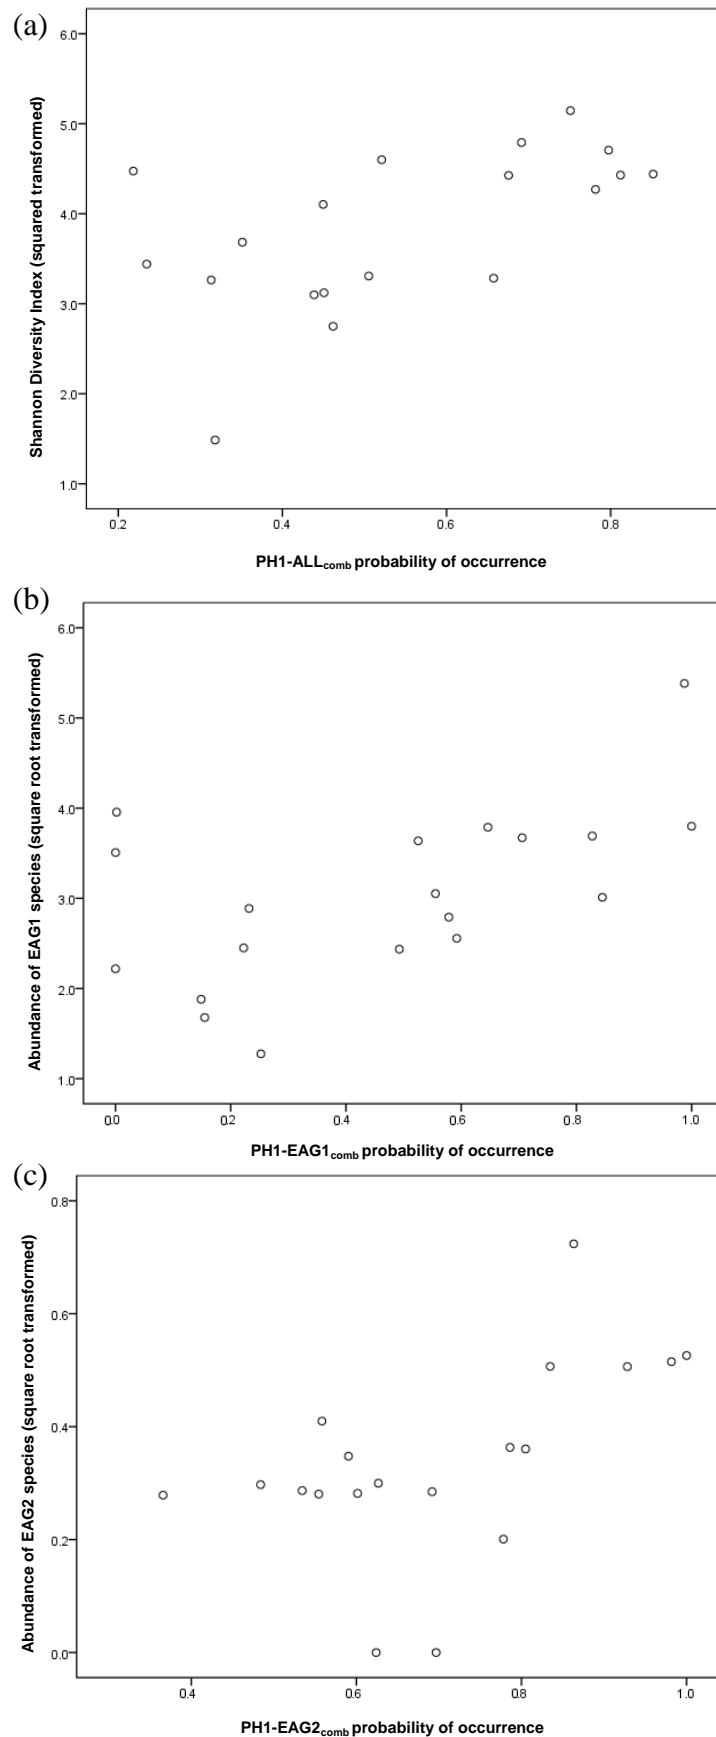 (a)
6.0
5.0
4.0
3.0
2.0
1.0
Shannon Diversity Index (squared transformed)
0.2 0.4 0.6 0.8
PH1-ALLcomb probability of occurrence
(b)
6.0
5.0
4.0
3.0
2.0
1.0
Abundance of EAG1 species (square root transformed)
0.0 0.2 0.4 0.6 0.8 1.0
PH1-EAG1comb probability of occurrence
(c)
0.8
0.6
0.4
0.2
0.0
Abundance of EAG2 species (square root transformed)
0.4 0.6 0.8 1.0
PH1-EAG2comb probability of occurrence